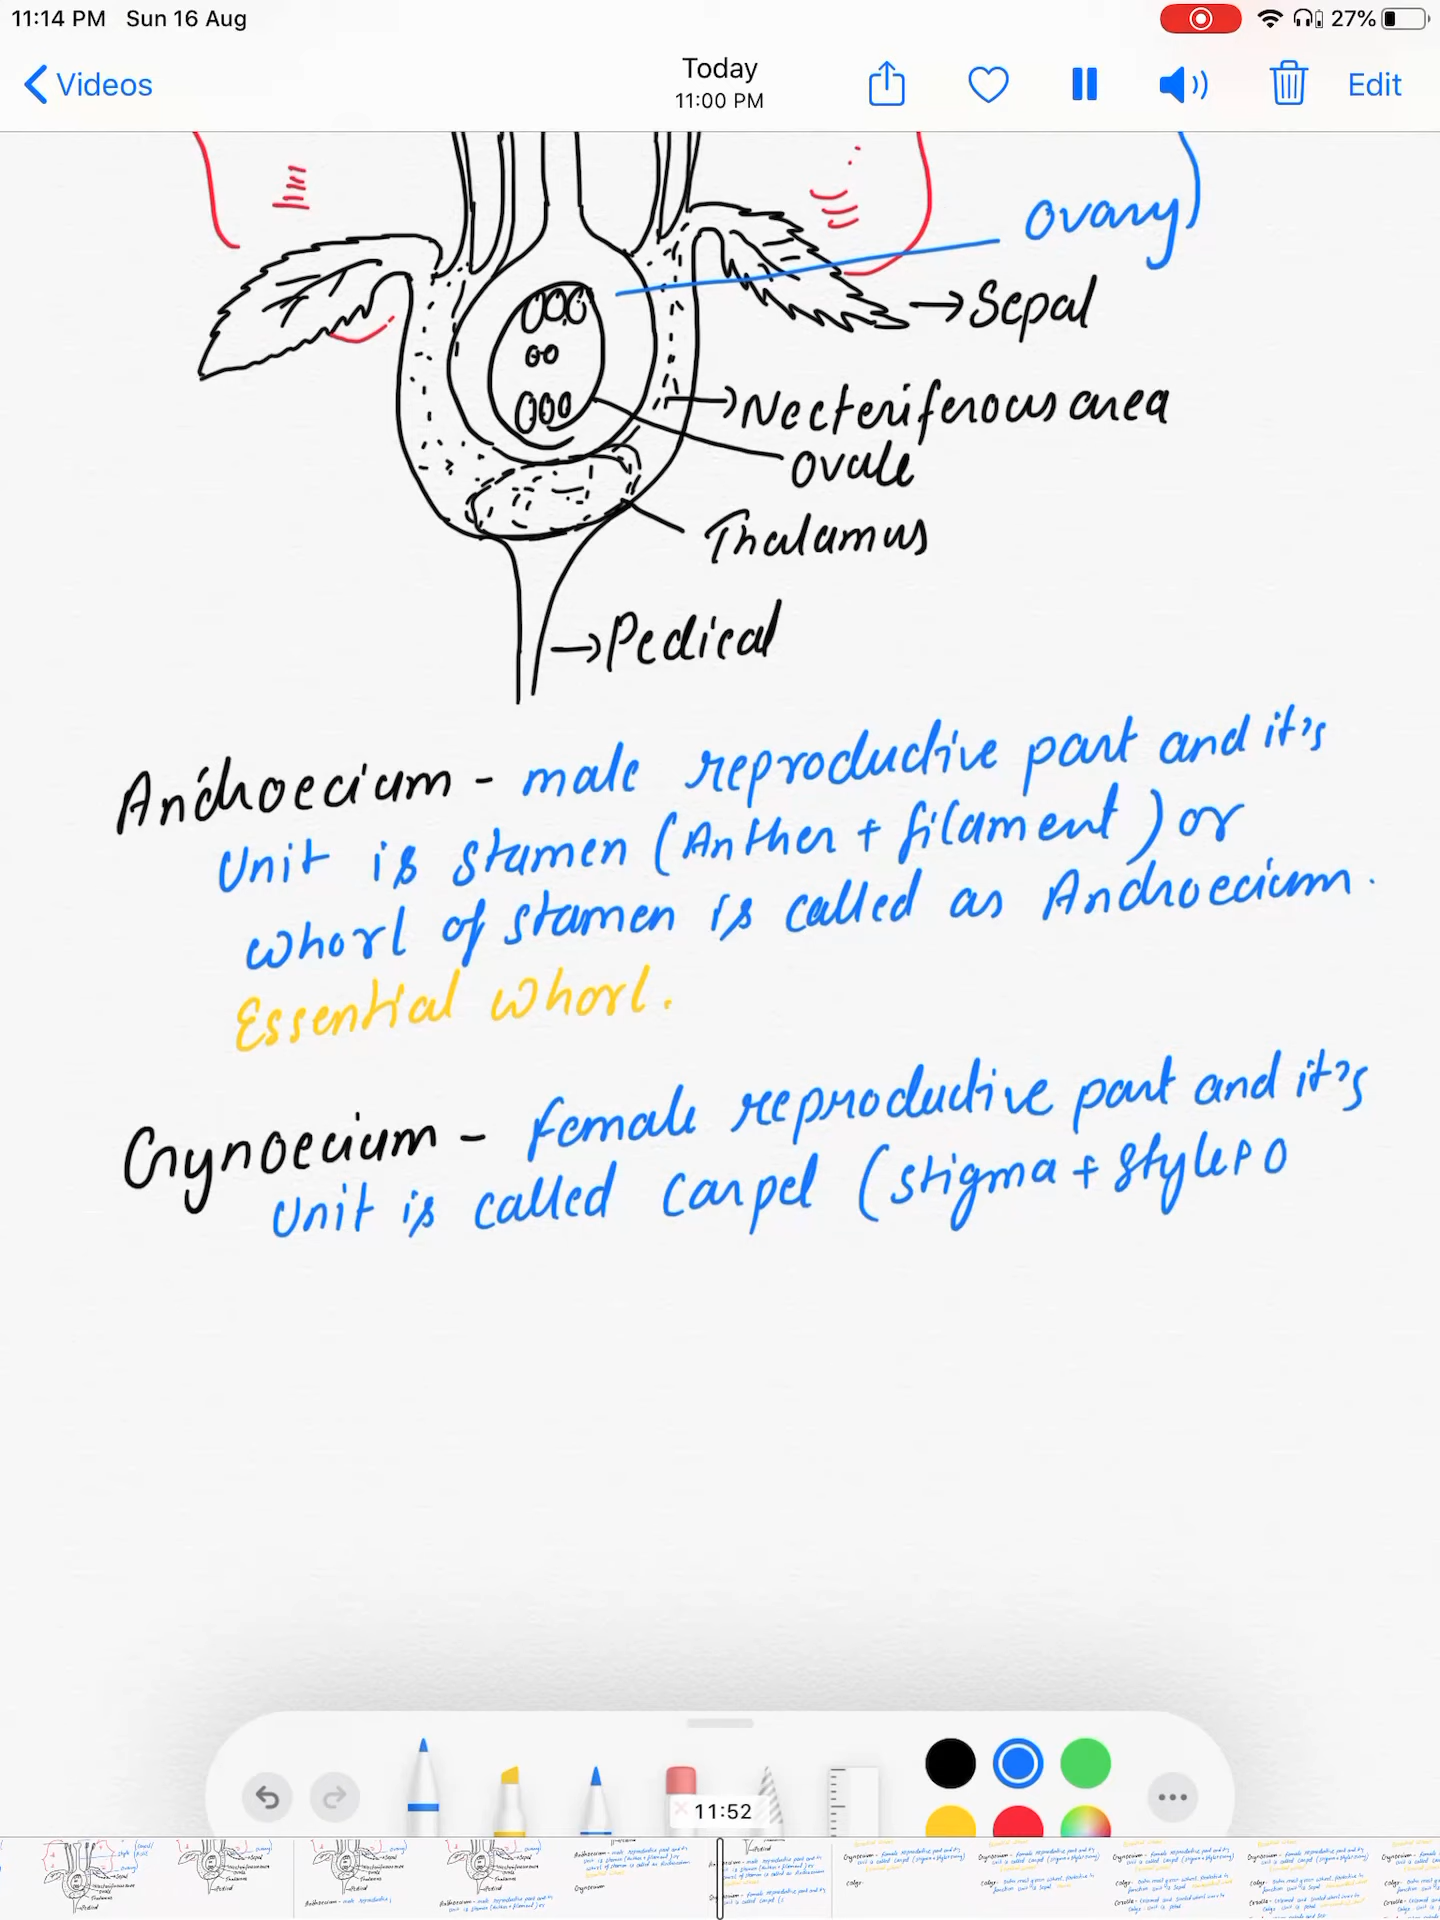 11:14 PM Sun 16 Aug 27%
Videos
Today
11:00 PM
Edit
ovary
Sepal
Necteriferous area
ovule
Thalamus
Pedical
Androecium - male reproductive part and it's
Unit is stamen (Anther + filament) or
whorl of stamen is called as Androecium.
Essential whorl.
Gynoecium - female reproductive part and it's
Unit is called Carpel (stigma + style + o
11:52